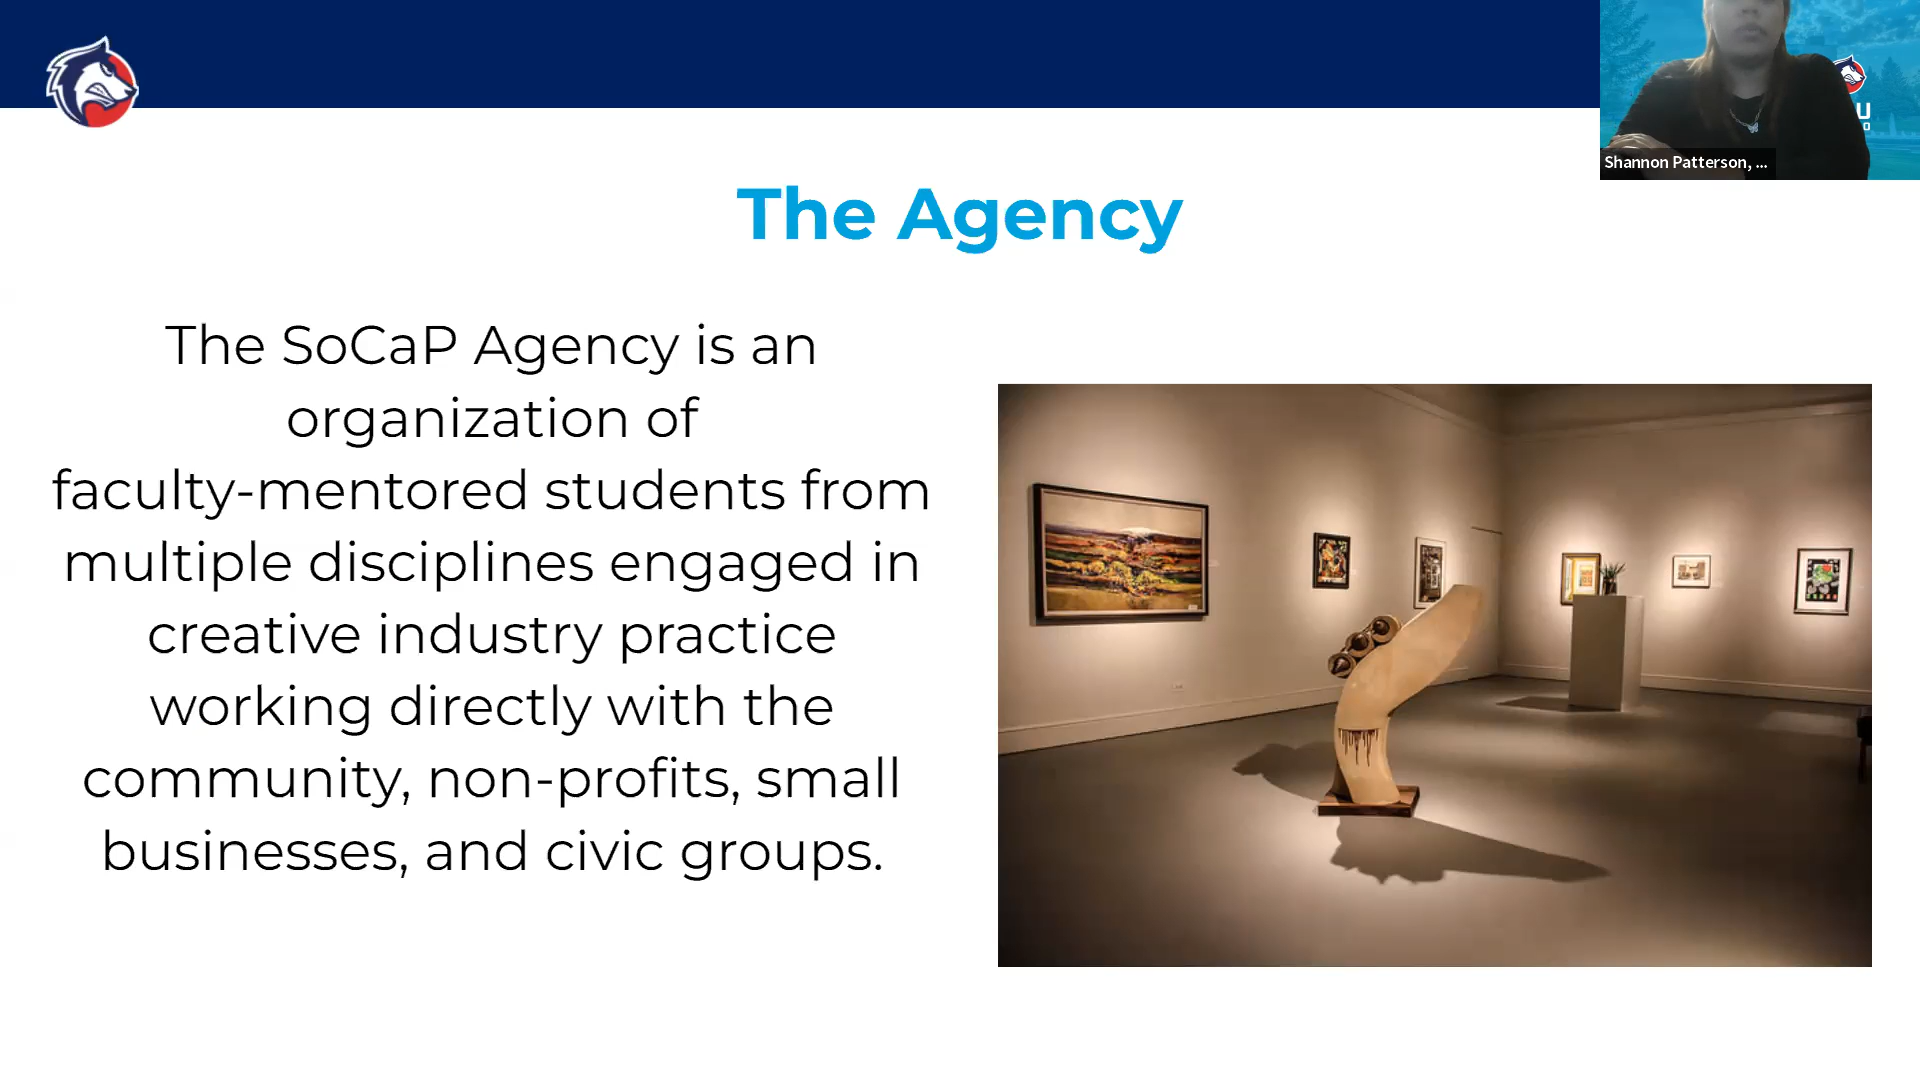 Shannon Patterson, ...
The Agency
The SoCaP Agency is an
organization of
faculty-mentored students from
multiple disciplines engaged in
creative industry practice
working directly with the
community, non-profits, small
businesses, and civic groups.